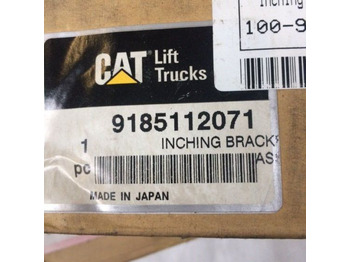 Inching
100-9
CAT Lift
Trucks
9185112071
1 INCHING BRACK
pc AS
MADE IN JAPAN